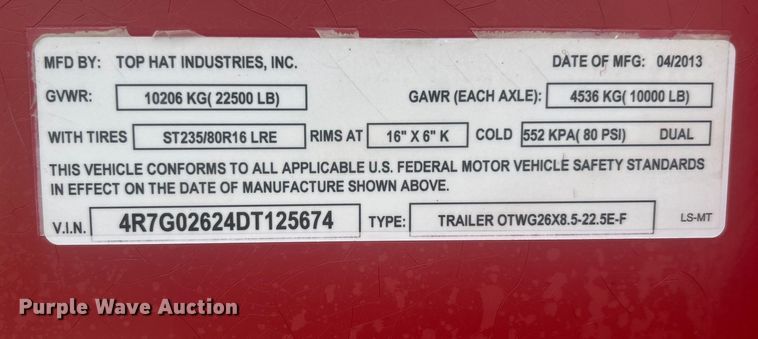 MFD BY: TOP HAT INDUSTRIES, INC. DATE OF MFG: 04/2013
GVWR: 10206 KG( 22500 LB) GAWR (EACH AXLE): 4536 KG( 10000 LB)
WITH TIRES ST235/80R16 LRE RIMS AT 16" X 6" K COLD 552 KPA( 80 PSI) DUAL
THIS VEHICLE CONFORMS TO ALL APPLICABLE U.S. FEDERAL MOTOR VEHICLE SAFETY STANDARDS
IN EFFECT ON THE DATE OF MANUFACTURE SHOWN ABOVE.
V.I.N. 4R7G02624DT125674 TYPE: TRAILER OTWG26X8.5-22.5E-F LS-MT
Purple Wave Auction